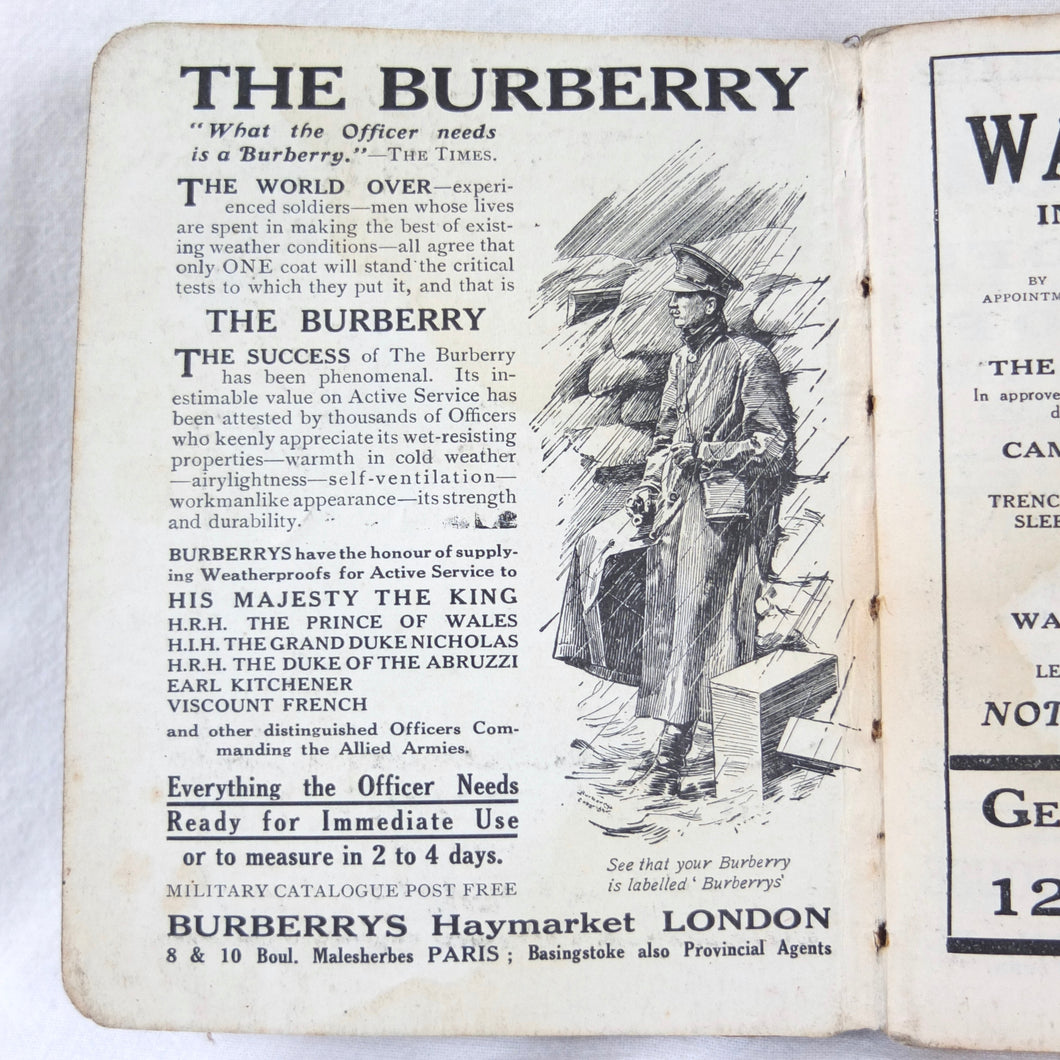 THE BURBERRY
"What the Officer needs
is a Burberry."—THE TIMES.
THE WORLD OVER—experi-
enced soldiers—men whose lives
are spent in making the best of exist-
ing weather conditions—all agree that
only ONE coat will stand the critical
tests to which they put it, and that is
THE BURBERRY
THE SUCCESS of The Burberry
has been phenomenal. Its in-
estimable value on Active Service has
been attested by thousands of Officers
who keenly appreciate its wet-resisting
properties—warmth in cold weather
—airylightness—self-ventilation—
workmanlike appearance—its strength
and durability.
BURBERRYS have the honour of supply-
ing Weatherproofs for Active Service to
HIS MAJESTY THE KING
H.R.H. THE PRINCE OF WALES
H.I.H. THE GRAND DUKE NICHOLAS
H.R.H. THE DUKE OF THE ABRUZZI
EARL KITCHENER
VISCOUNT FRENCH
and other distinguished Officers Com-
manding the Allied Armies.
Everything the Officer Needs
Ready for Immediate Use
or to measure in 2 to 4 days.
MILITARY CATALOGUE POST FREE
See that your Burberry
is labelled 'Burberrys'
BURBERRYS Haymarket LONDON
8 & 10 Boul. Malesherbes PARIS; Basingstoke also Provincial Agents
WA
IN
BY
APPOINTM
THE
In approve
d
CAM
TRENC
SLEE
WA
LE
NOT
GE
12